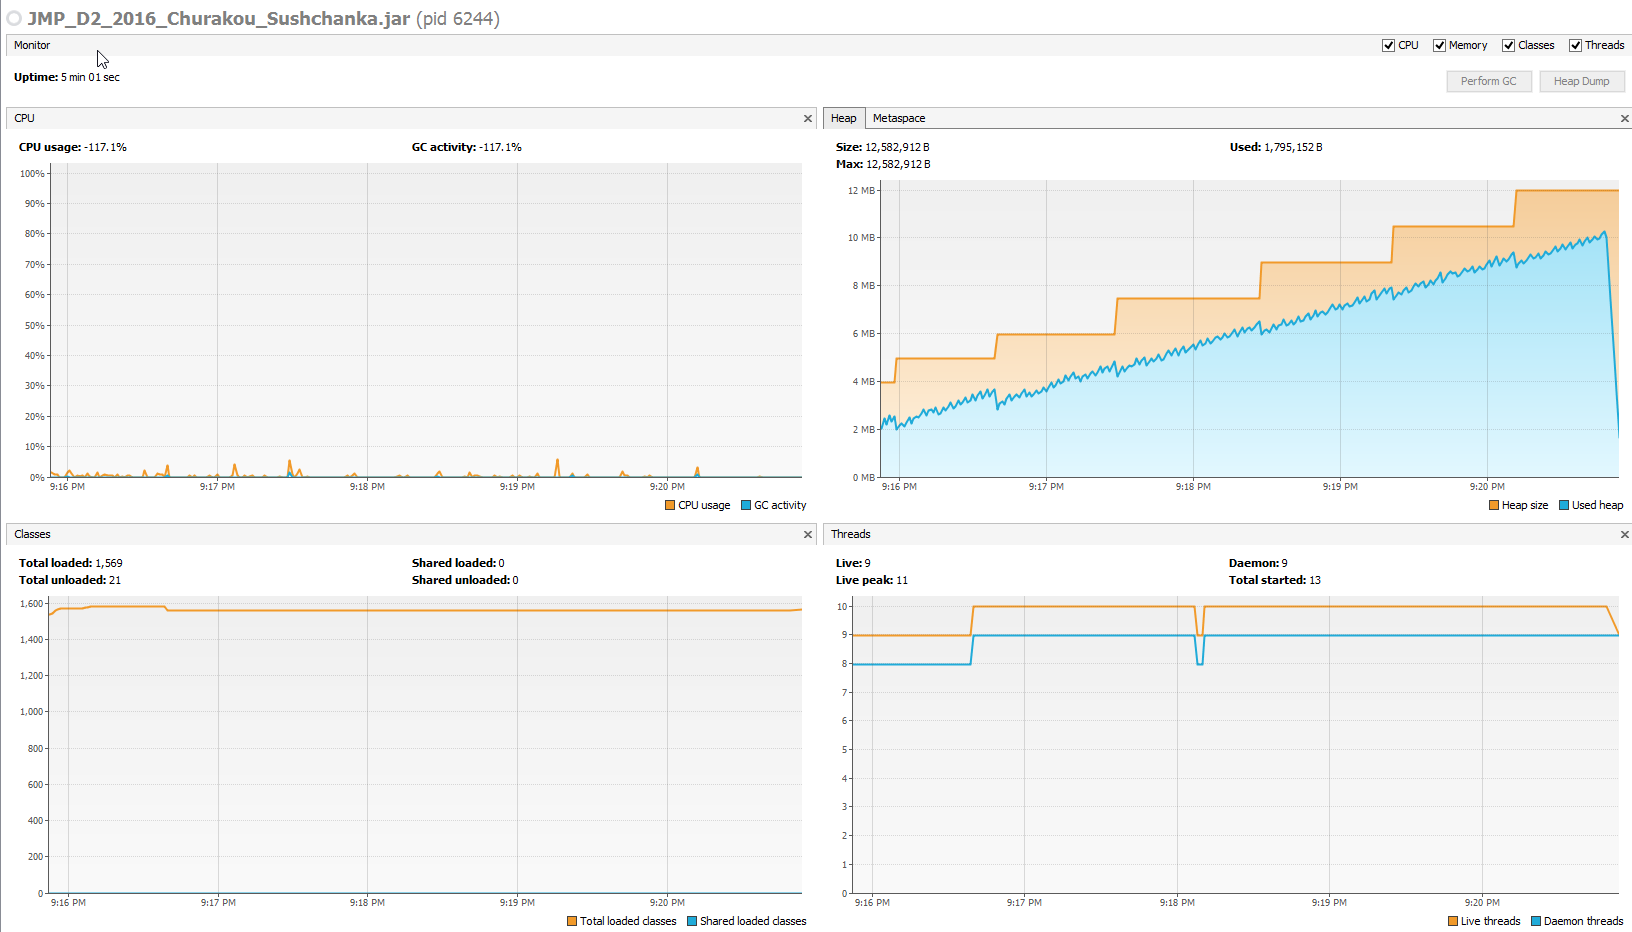 JMP_D2_2016_Churakou_Sushchanka.jar (pid 6244)
Monitor
CPU Memory Classes Threads
Uptime: 5 min 01 sec
Perform GC Heap Dump
CPU
CPU usage: -117.1% GC activity: -117.1%
100%
90%
80%
70%
60%
50%
40%
30%
20%
10%
0%
9:16 PM 9:17 PM 9:18 PM 9:19 PM 9:20 PM
CPU usage GC activity
Heap Metaspace
Size: 12,582,912 B Used: 1,795,152 B
Max: 12,582,912 B
12 MB
10 MB
8 MB
6 MB
4 MB
2 MB
0 MB
9:16 PM 9:17 PM 9:18 PM 9:19 PM 9:20 PM
Heap size Used heap
Classes
Total loaded: 1,569 Shared loaded: 0
Total unloaded: 21 Shared unloaded: 0
1,600
1,400
1,200
1,000
800
600
400
200
0
9:16 PM 9:17 PM 9:18 PM 9:19 PM 9:20 PM
Total loaded classes Shared loaded classes
Threads
Live: 9 Daemon: 9
Live peak: 11 Total started: 13
10
9
8
7
6
5
4
3
2
1
0
9:16 PM 9:17 PM 9:18 PM 9:19 PM 9:20 PM
Live threads Daemon threads